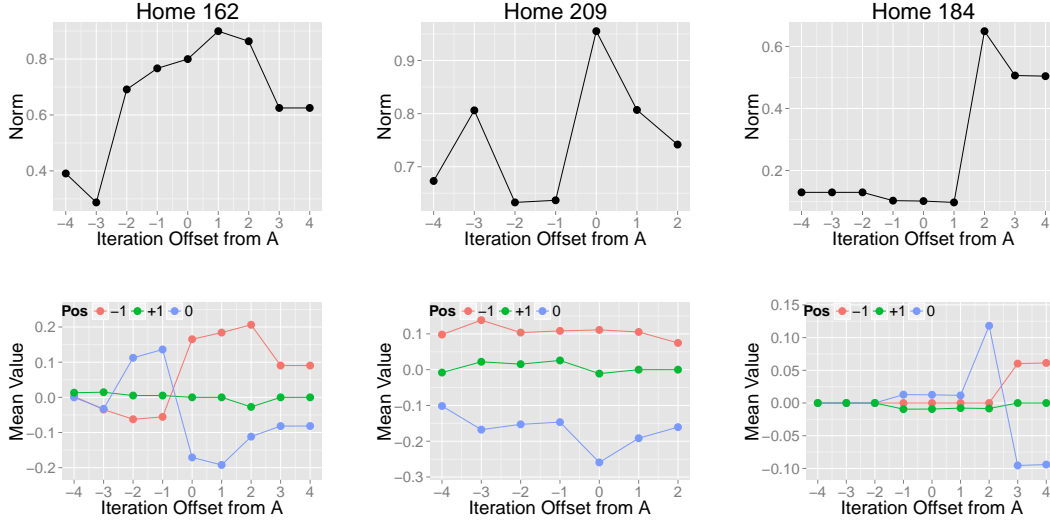 Home 162
Home 209
Home 184
Norm
0.8
0.6
0.4
−4 −3 −2 −1 0 1 2 3 4
Iteration Offset from A
Norm
0.9
0.8
0.7
−4 −3 −2 −1 0 1 2
Iteration Offset from A
Norm
0.6
0.4
0.2
−4 −3 −2 −1 0 1 2 3 4
Iteration Offset from A
Pos −1 +1 0
Mean Value
0.2
0.1
0.0
−0.1
−0.2
−4 −3 −2 −1 0 1 2 3 4
Iteration Offset from A
Pos −1 +1 0
Mean Value
0.1
0.0
−0.1
−0.2
−0.3
−4 −3 −2 −1 0 1 2
Iteration Offset from A
Pos −1 +1 0
Mean Value
0.15
0.10
0.05
0.00
−0.05
−0.10
−4 −3 −2 −1 0 1 2 3 4
Iteration Offset from A